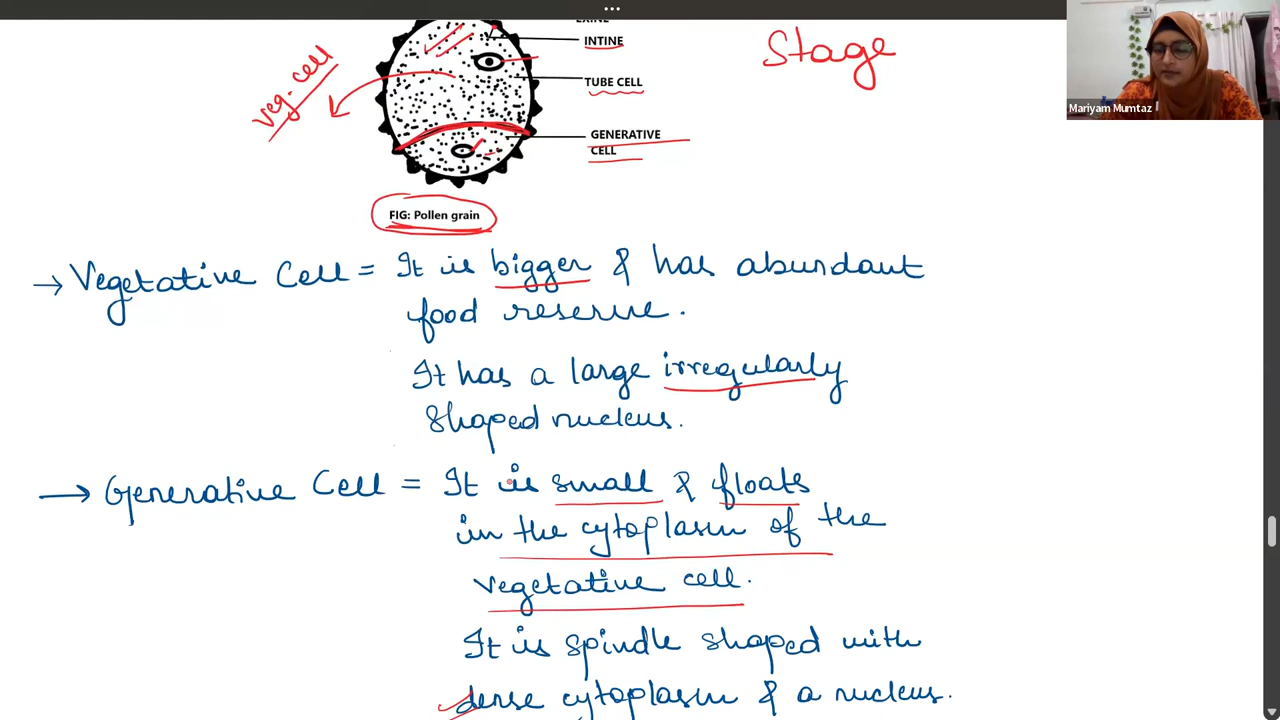 EXINE
INTINE
Stage
veg. cell
TUBE CELL
Mariyam Mumtaz
GENERATIVE
CELL
FIG: Pollen grain
→ Vegetative Cell = It is bigger & has abundant
food reserve.
It has a large irregularly
shaped nucleus.
→ Generative Cell = It is small & floats
in the cytoplasm of the
vegetative cell.
It is spindle shaped with
dense cytoplasm & a nucleus.